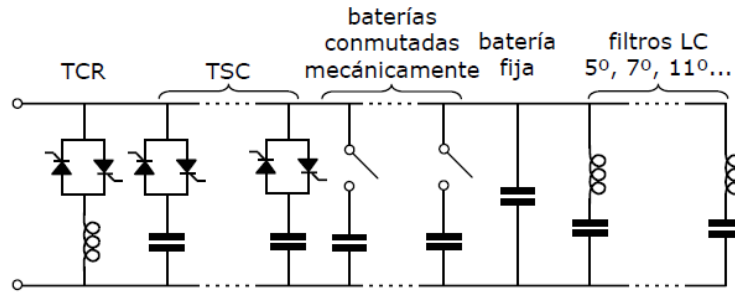 TCR
TSC
baterías
conmutadas
mecánicamente
batería
fija
filtros LC
5º, 7º, 11º...